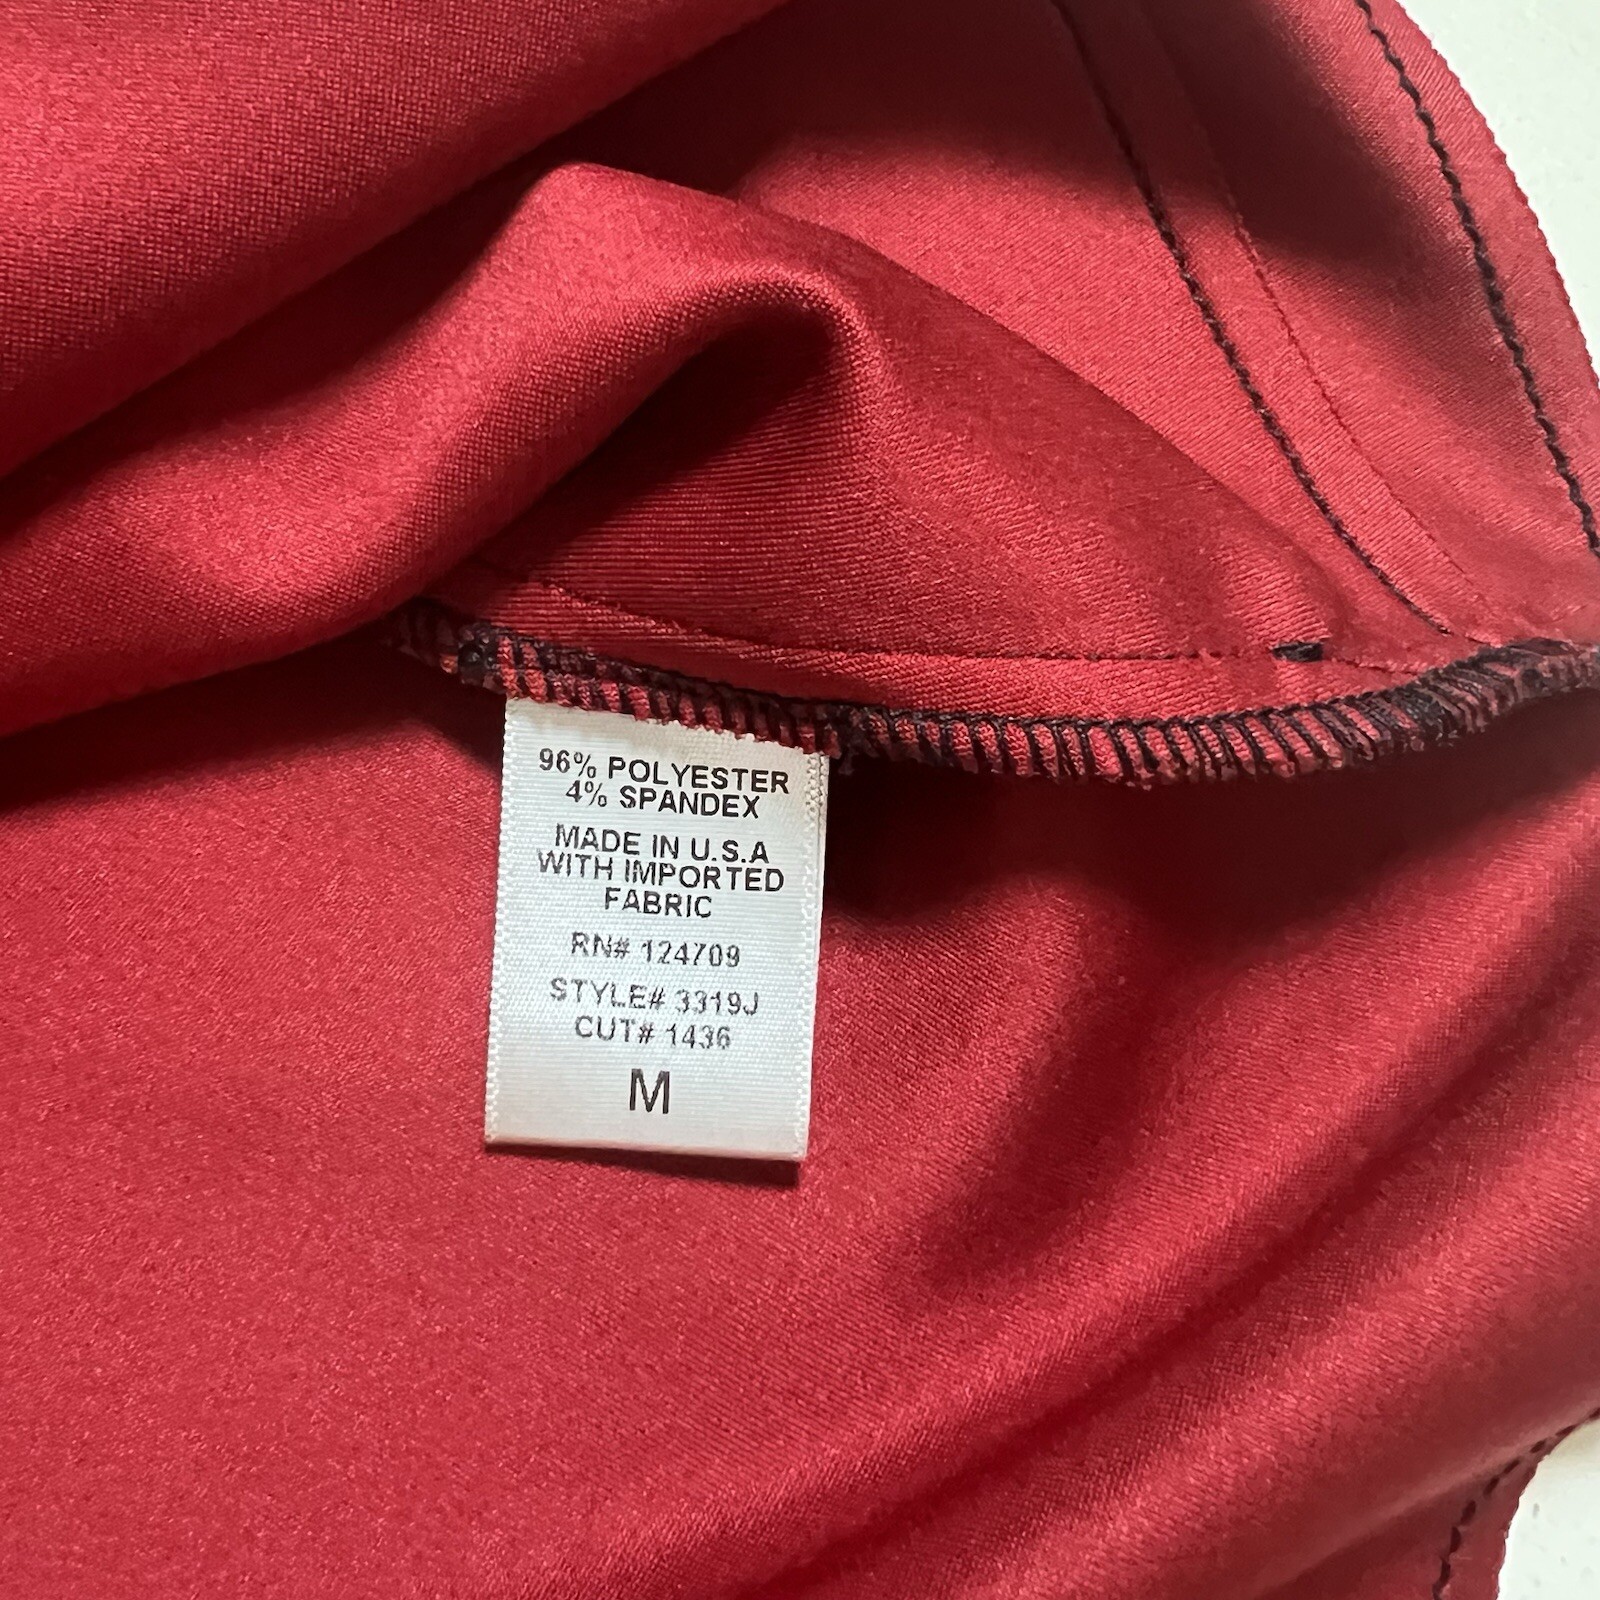 96% POLYESTER
4% SPANDEX
MADE IN U.S.A
WITH IMPORTED
FABRIC
RN# 124709
STYLE# 3319J
CUT# 1436
M